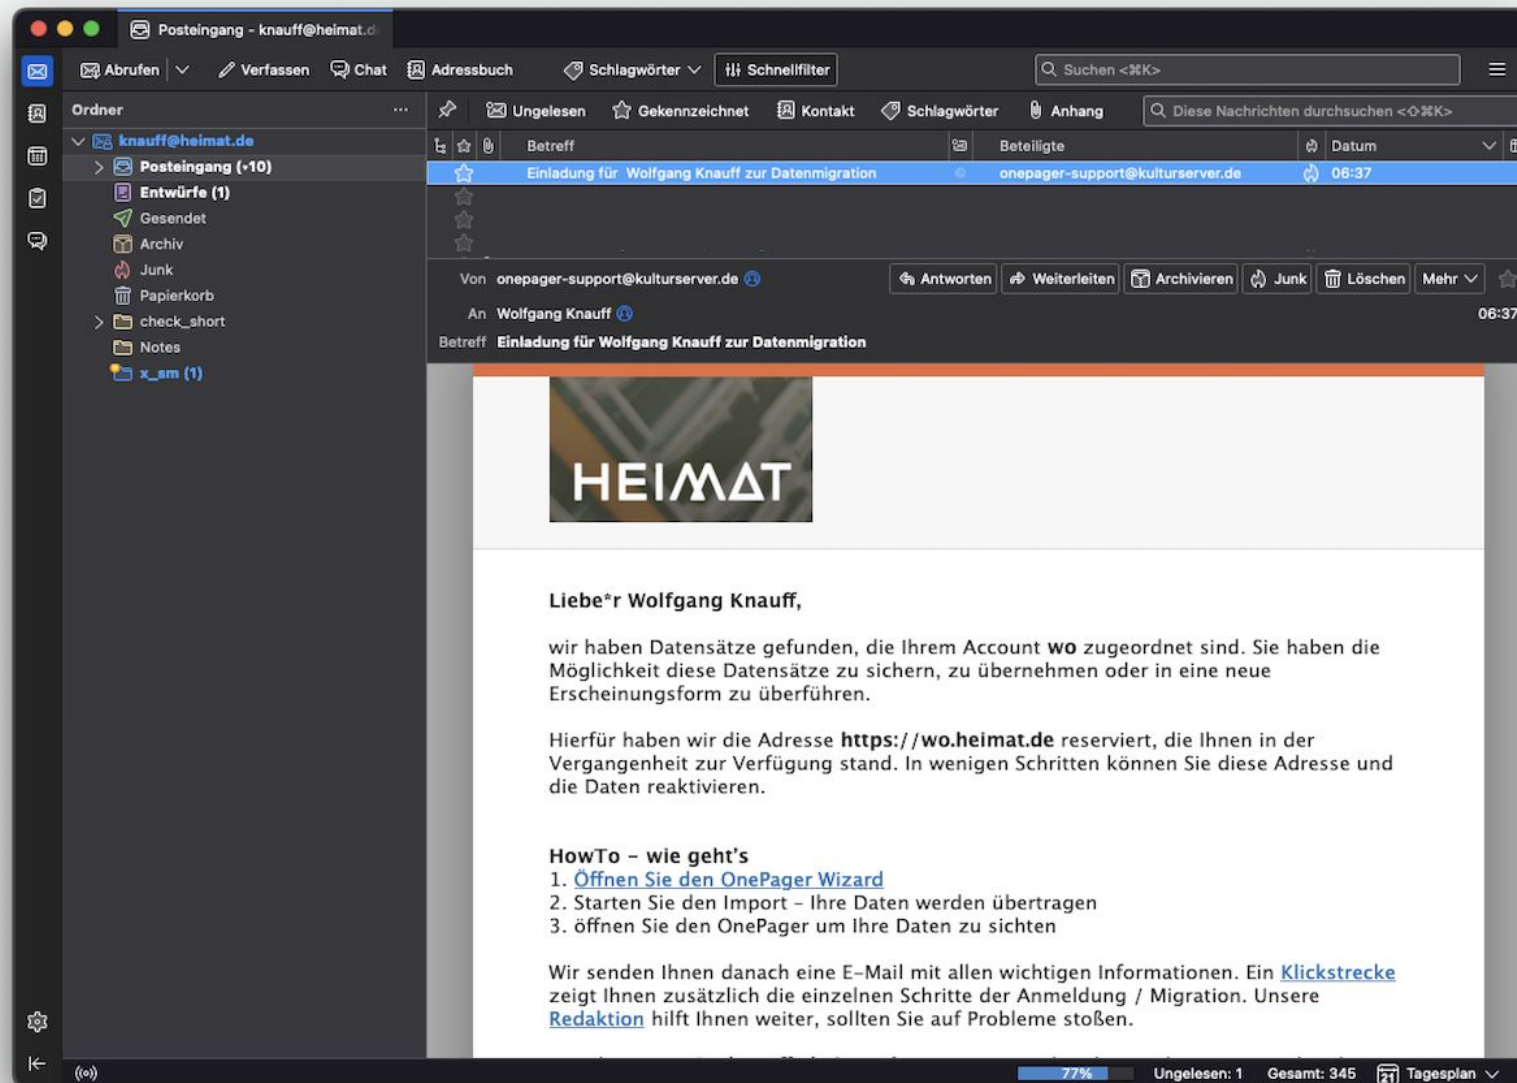 Posteingang - knauff@heimat.d
Abrufen Verfassen Chat Adressbuch Schlagwörter Schnellfilter Suchen <⌘K>
Ordner ...
Ungelesen Gekennzeichnet Kontakt Schlagwörter Anhang Diese Nachrichten durchsuchen <⇧⌘K>
knauff@heimat.de
Posteingang (•10)
Entwürfe (1)
Gesendet
Archiv
Junk
Papierkorb
check_short
Notes
x_sm (1)
Betreff Beteiligte Datum
Einladung für Wolfgang Knauff zur Datenmigration onepager-support@kulturserver.de 06:37
Von onepager-support@kulturserver.de Antworten Weiterleiten Archivieren Junk Löschen Mehr
An Wolfgang Knauff 06:37
Betreff Einladung für Wolfgang Knauff zur Datenmigration
HEIMAT
Liebe*r Wolfgang Knauff,
wir haben Datensätze gefunden, die Ihrem Account wo zugeordnet sind. Sie haben die
Möglichkeit diese Datensätze zu sichern, zu übernehmen oder in eine neue
Erscheinungsform zu überführen.
Hierfür haben wir die Adresse https://wo.heimat.de reserviert, die Ihnen in der
Vergangenheit zur Verfügung stand. In wenigen Schritten können Sie diese Adresse und
die Daten reaktivieren.
HowTo – wie geht's
1. Öffnen Sie den OnePager Wizard
2. Starten Sie den Import – Ihre Daten werden übertragen
3. öffnen Sie den OnePager um Ihre Daten zu sichten
Wir senden Ihnen danach eine E-Mail mit allen wichtigen Informationen. Ein Klickstrecke
zeigt Ihnen zusätzlich die einzelnen Schritte der Anmeldung / Migration. Unsere
Redaktion hilft Ihnen weiter, sollten Sie auf Probleme stoßen.
77% Ungelesen: 1 Gesamt: 345 21 Tagesplan